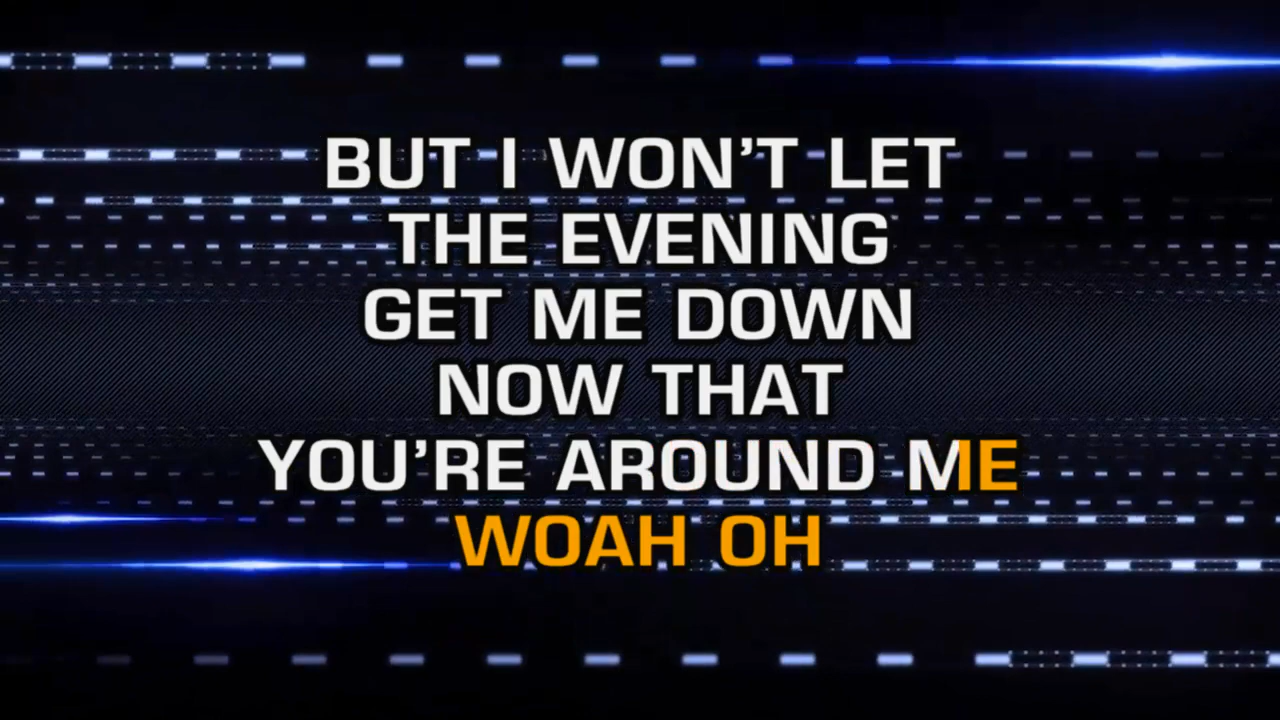 BUT I WON'T LET
THE EVENING
GET ME DOWN
NOW THAT
YOU'RE AROUND ME
WOAH OH